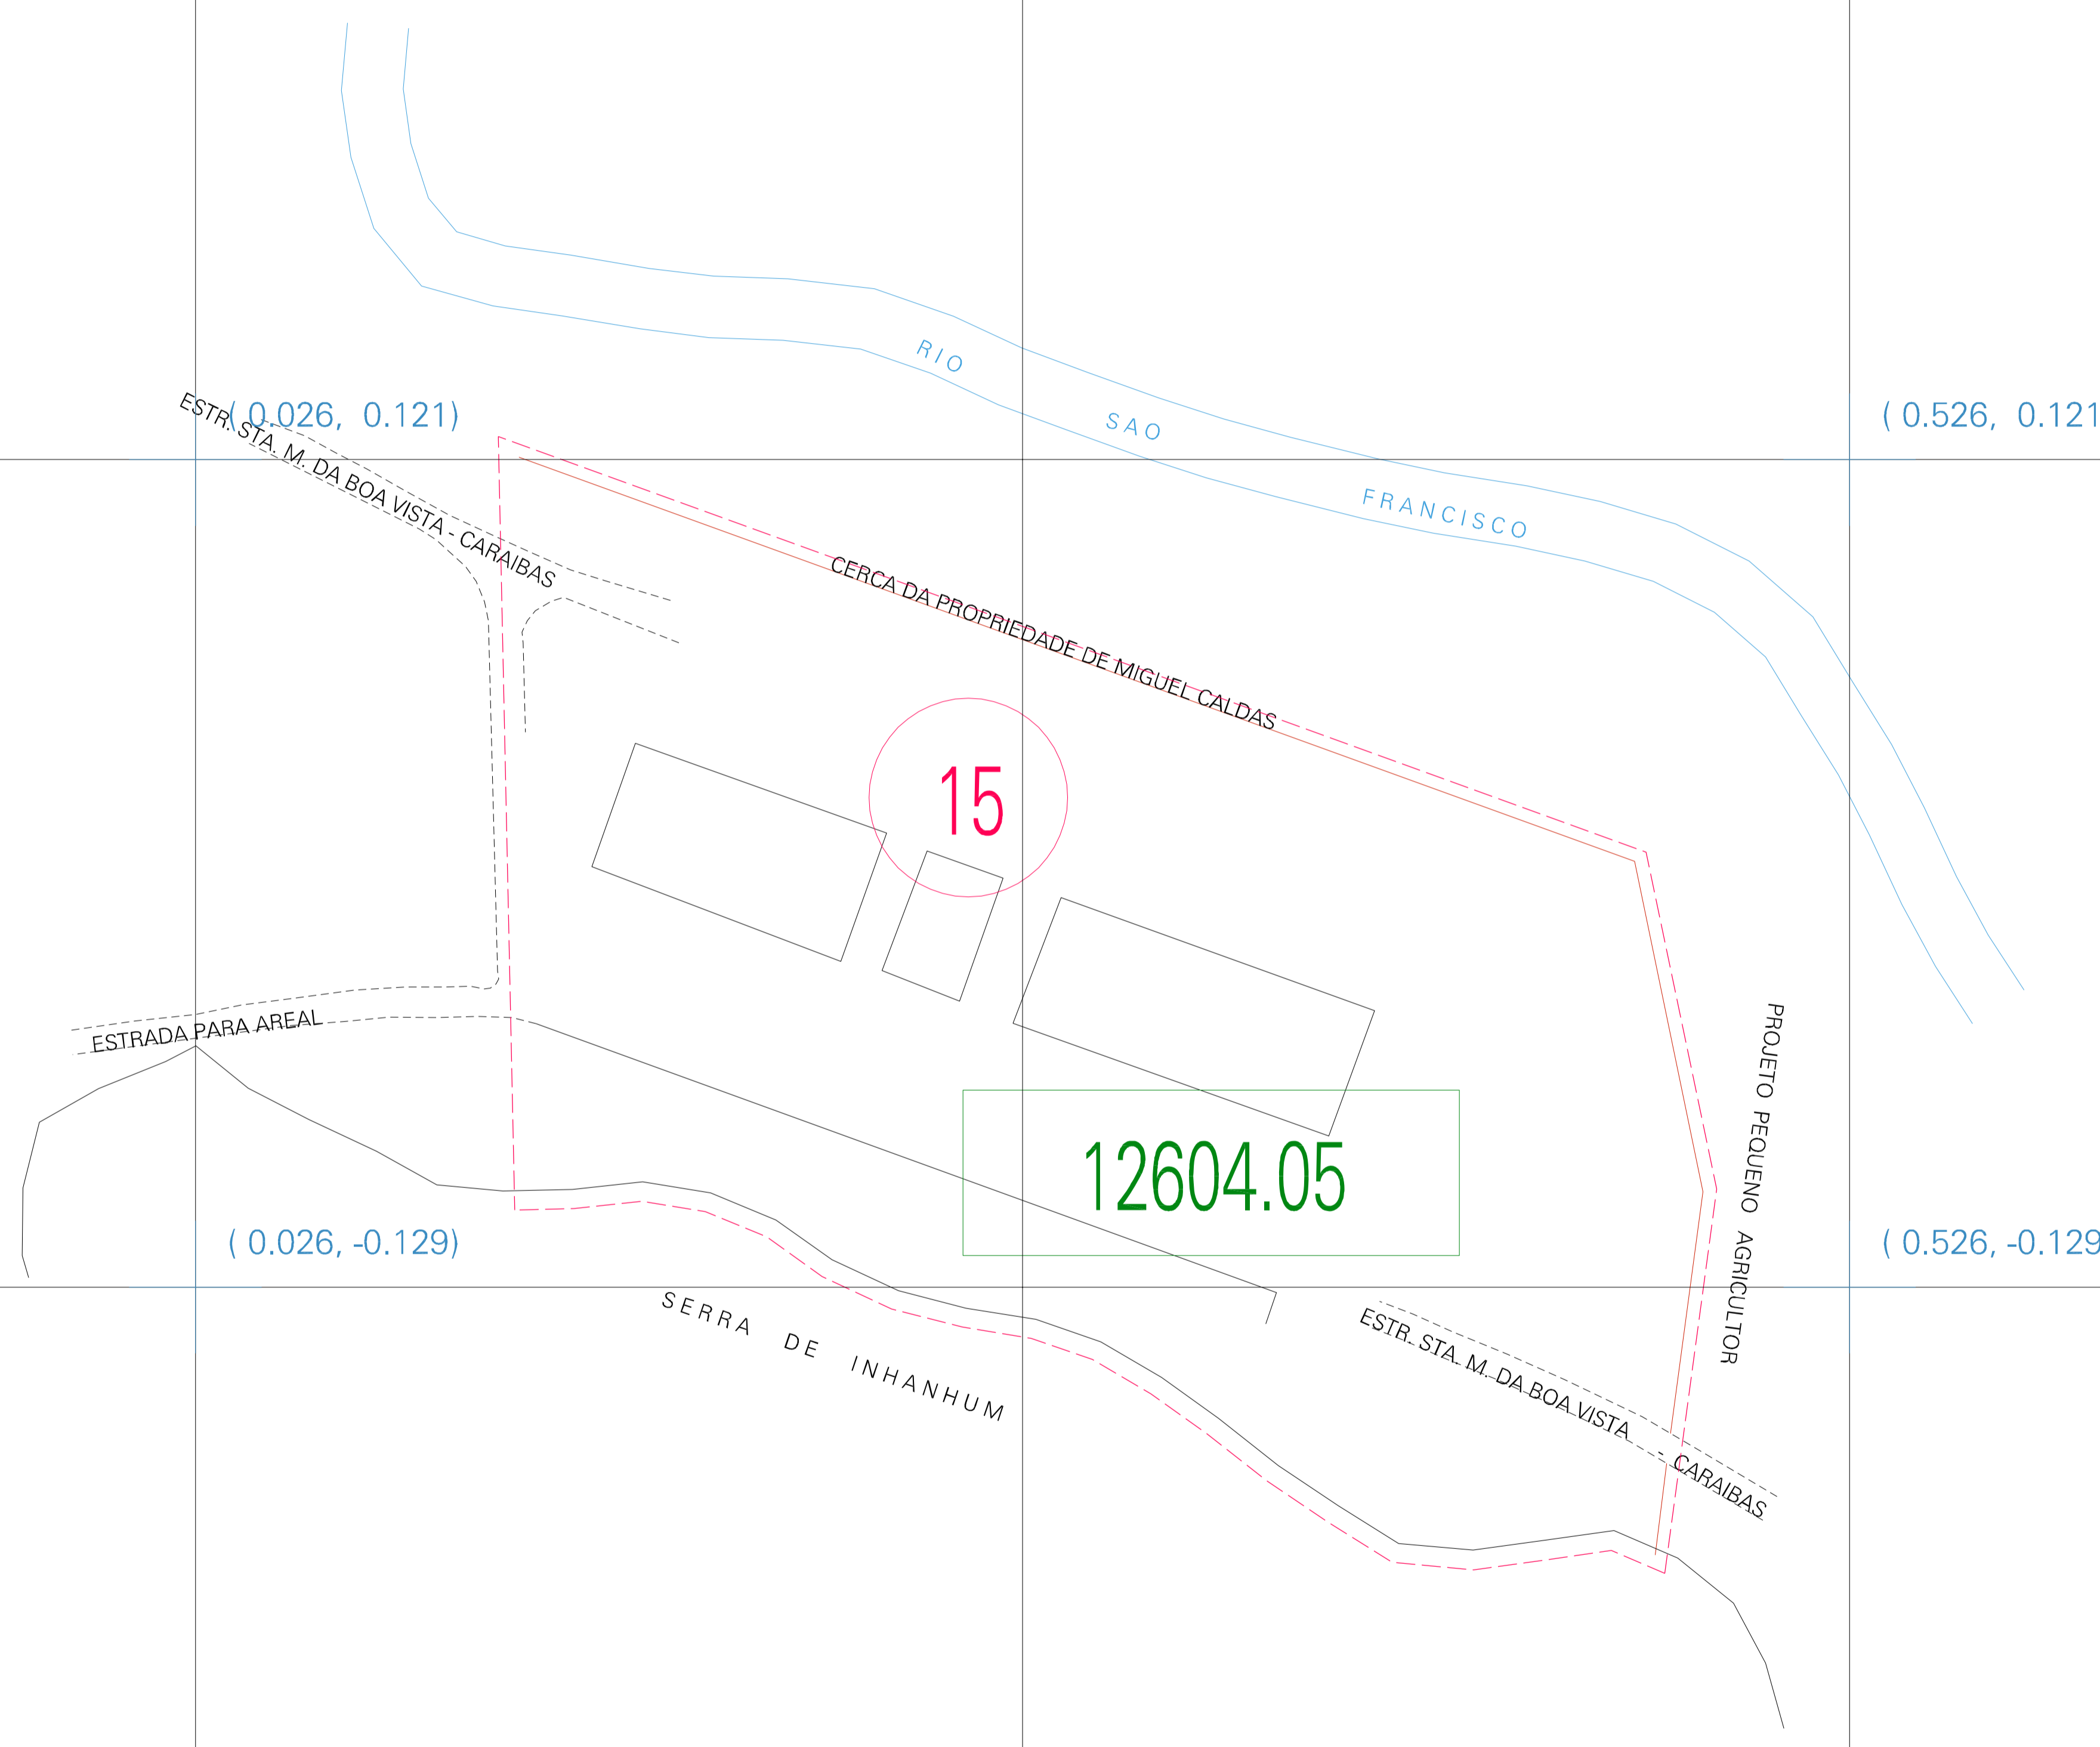 RIO
SAO
FRANCISCO
( 0.026, 0.121)
( 0.526, 0.121
ESTR. STA. M. DA BOA VISTA - CARAIBAS
CERCA DA PROPRIEDADE DE MIGUEL CALDAS
15
ESTRADA PARA AREAL
PROJETO PEQUENO AGRICULTOR
12604.05
( 0.026, -0.129)
( 0.526, -0.129
SERRA DE INHANHUM
ESTR. STA. M. DA BOA VISTA - CARAIBAS